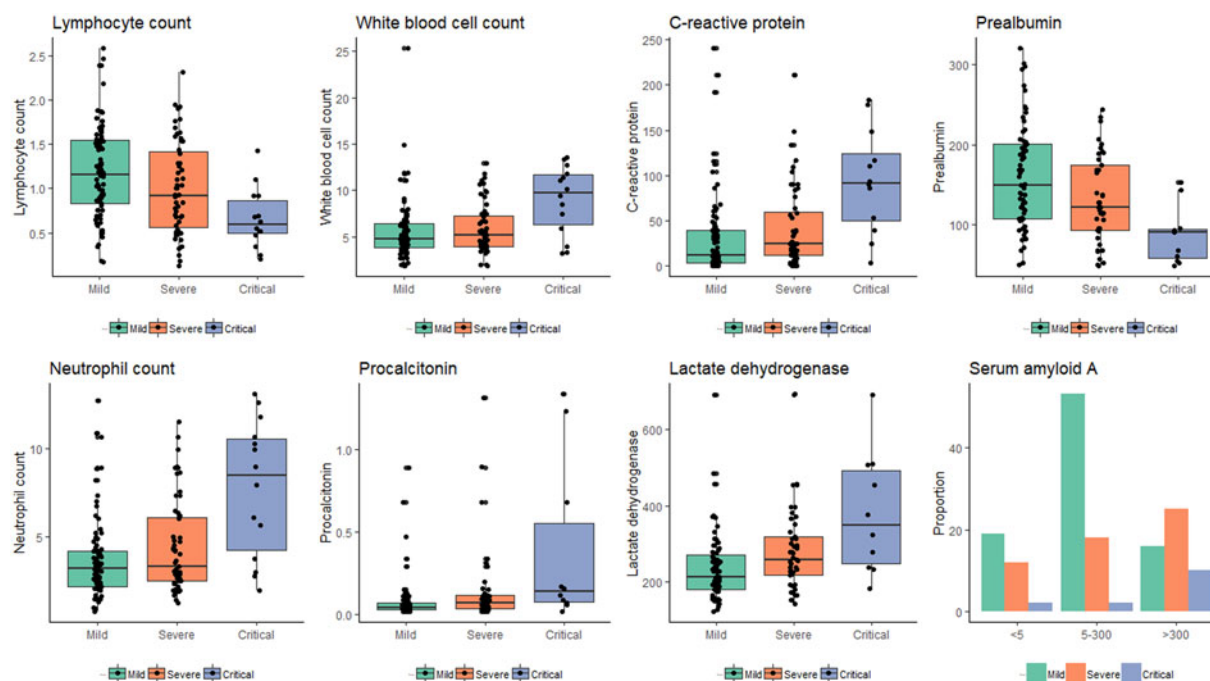 Lymphocyte count
Lymphocyte count
2.5
2.0
1.5
1.0
0.5
Mild Severe Critical
Mild Severe Critical
White blood cell count
White blood cell count
25
20
15
10
5
Mild Severe Critical
Mild Severe Critical
C-reactive protein
C-reactive protein
250
200
150
100
50
0
Mild Severe Critical
Mild Severe Critical
Prealbumin
Prealbumin
300
200
100
Mild Severe Critical
Mild Severe Critical
Neutrophil count
Neutrophil count
10
5
Mild Severe Critical
Mild Severe Critical
Procalcitonin
Procalcitonin
1.0
0.5
0.0
Mild Severe Critical
Mild Severe Critical
Lactate dehydrogenase
Lactate dehydrogenase
600
400
200
Mild Severe Critical
Mild Severe Critical
Serum amyloid A
Proportion
40
20
0
<5 5-300 >300
Mild Severe Critical